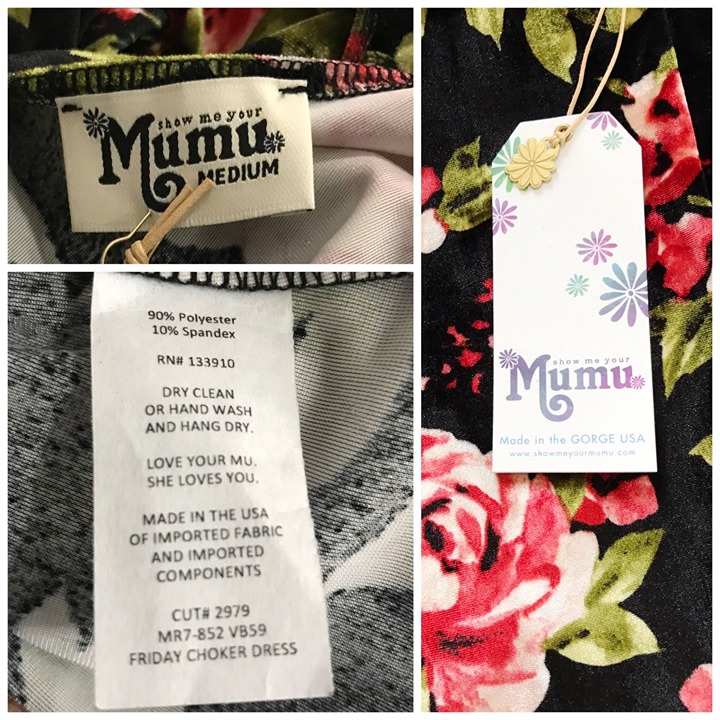 show me your
Mumu
MEDIUM
90% Polyester
10% Spandex
RN# 133910
DRY CLEAN
OR HAND WASH
AND HANG DRY.
LOVE YOUR MU.
SHE LOVES YOU.
MADE IN THE USA
OF IMPORTED FABRIC
AND IMPORTED
COMPONENTS
CUT# 2979
MR7-852 VBS9
FRIDAY CHOKER DRESS
show me your
Mumu
Made in the GORGE USA
www.showmeyourmumu.com